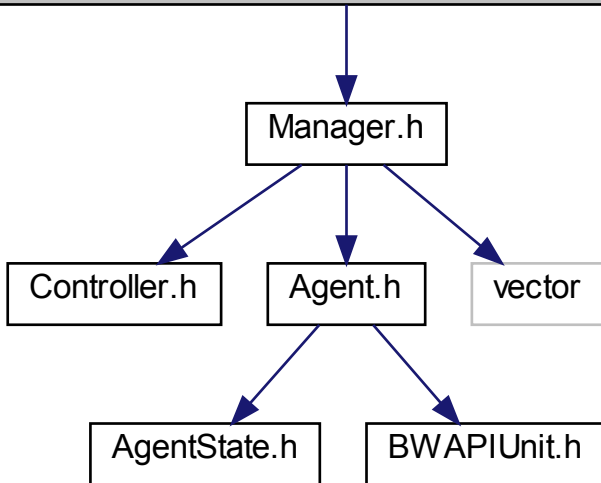 Manager.h
Controller.h
Agent.h
vector
AgentState.h
BWAPIUnit.h